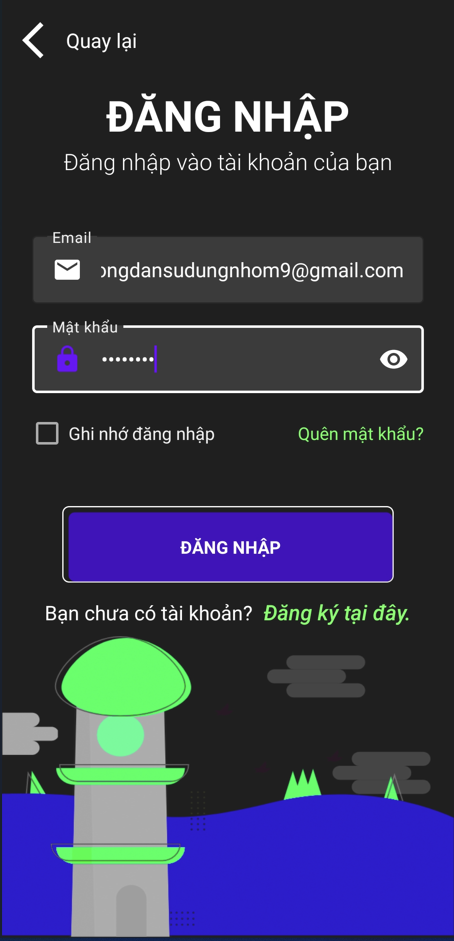 Quay lại
ĐĂNG NHẬP
Đăng nhập vào tài khoản của bạn
Email
ongdansudungnhom9@gmail.com
Mật khẩu
••••••••
Ghi nhớ đăng nhập Quên mật khẩu?
ĐĂNG NHẬP
Bạn chưa có tài khoản? Đăng ký tại đây.